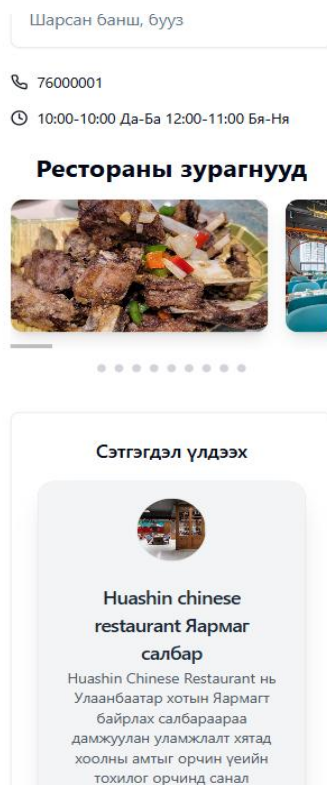 Шарсан банш, бууз
76000001
10:00-10:00 Да-Ба 12:00-11:00 Бя-Ня
Рестораны зурагнууд
Сэтгэгдэл үлдээх
Huashin chinese
restaurant Яармаг
салбар
Huashin Chinese Restaurant нь
Улаанбаатар хотын Яармагт
байрлах салбараараа
дамжуулан уламжлалт хятад
хоолны амтыг орчин үеийн
тохилог орчинд санал